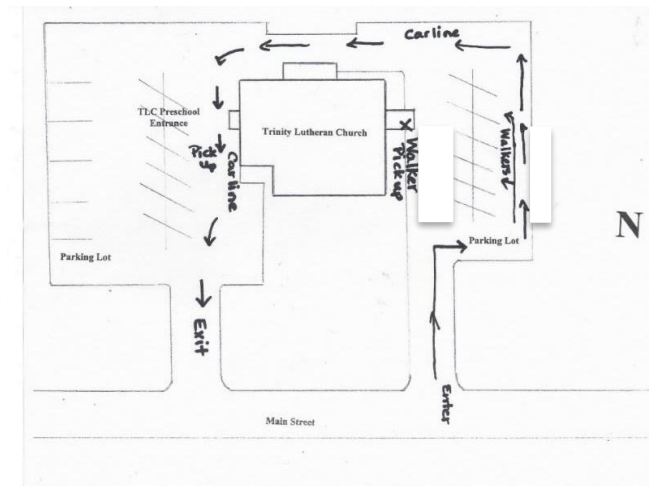 Carline
TLC Preschool
Entrance
Trinity Lutheran Church
Pick up
Carline
X Walker
Pick up
Walkers
N
Parking Lot
Parking Lot
Exit
Enter
Main Street